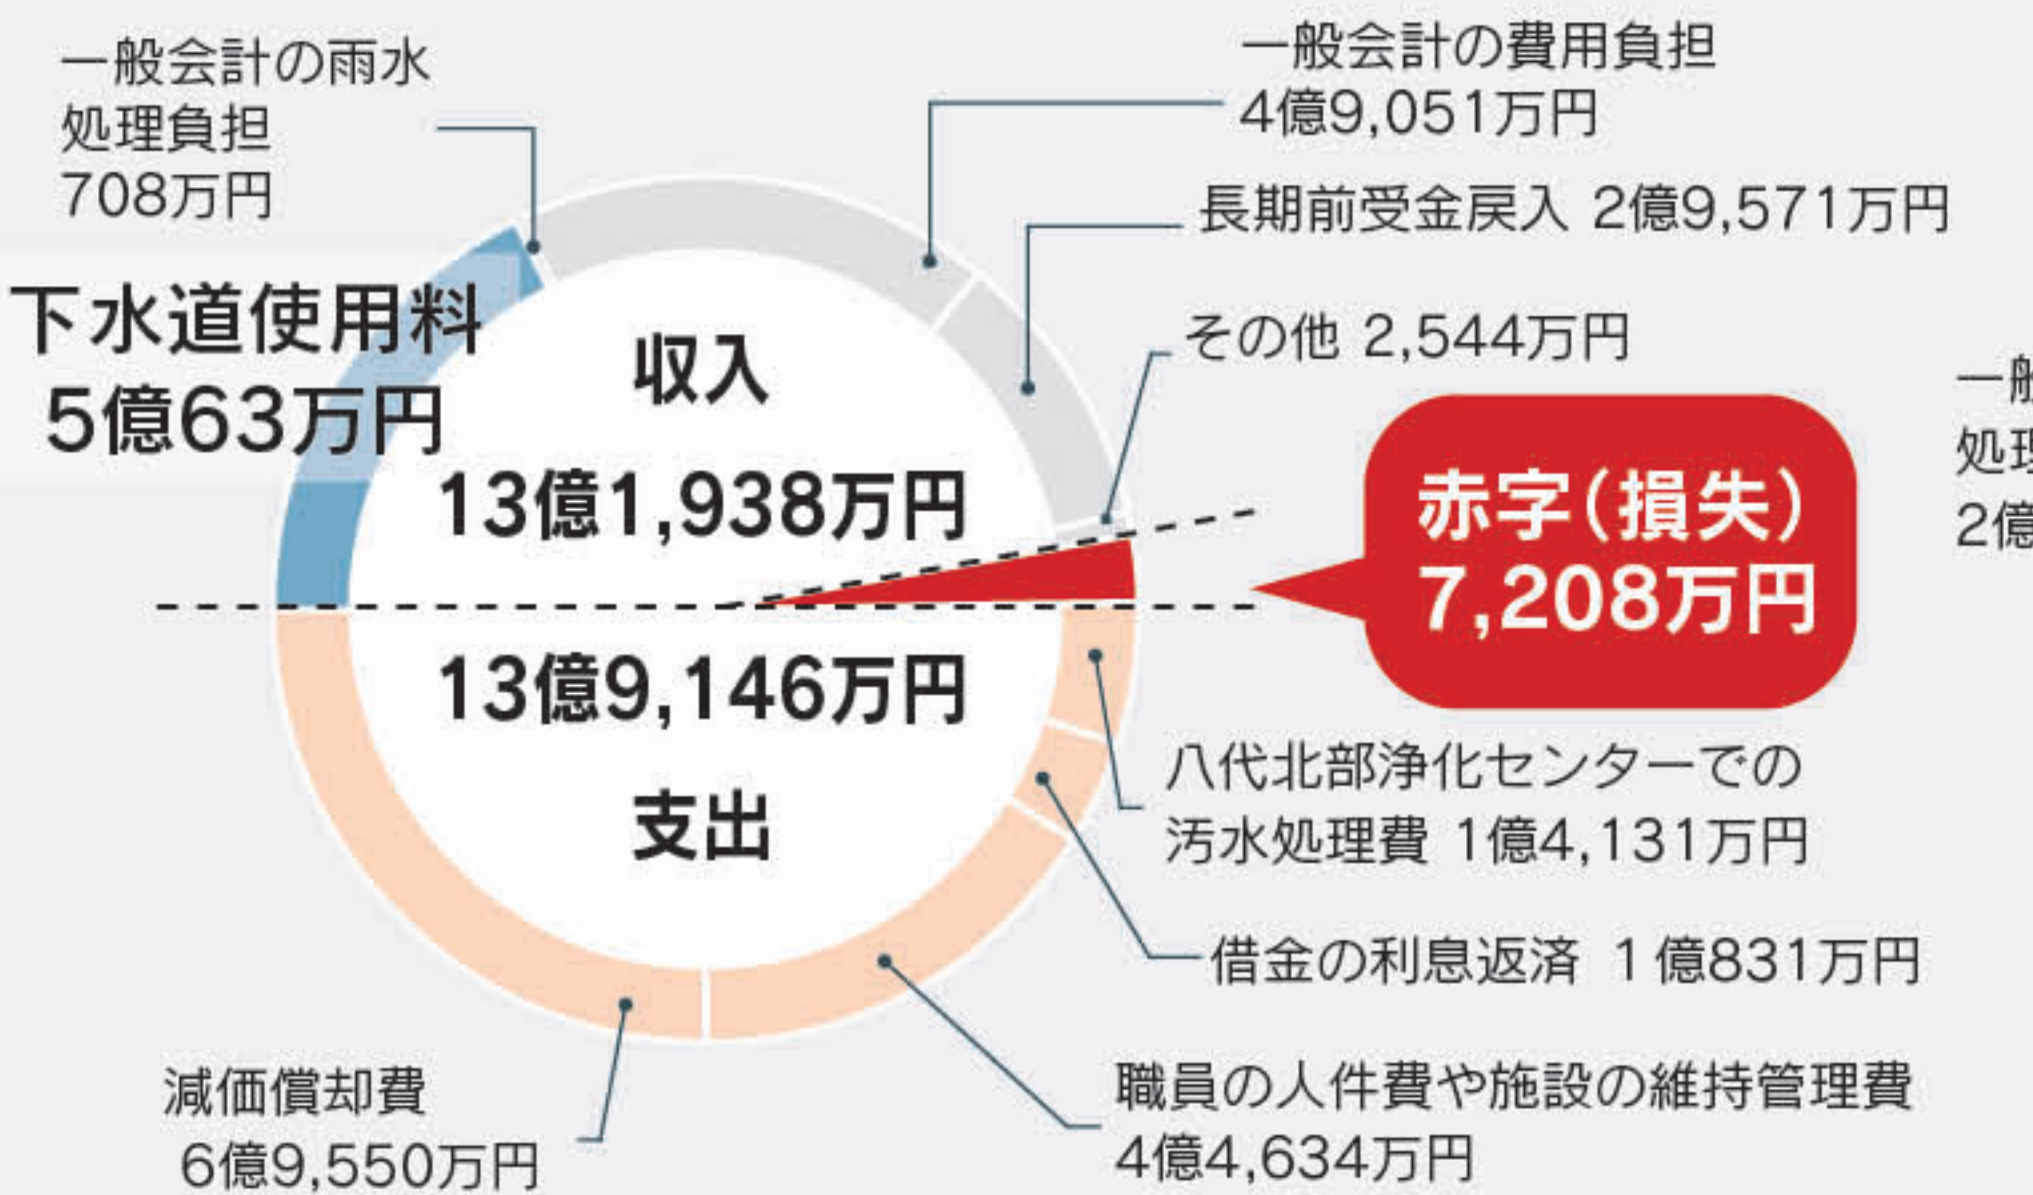 一般会計の雨水
処理負担
708万円
一般会計の費用負担
4億9,051万円
長期前受金戻入 2億9,571万円
その他 2,544万円
下水道使用料
5億63万円
収入
13億1,938万円
赤字(損失)
7,208万円
13億9,146万円
支出
八代北部浄化センターでの
汚水処理費 1億4,131万円
借金の利息返済 1億831万円
職員の人件費や施設の維持管理費
4億4,634万円
減価償却費
6億9,550万円
一般
処理
2億